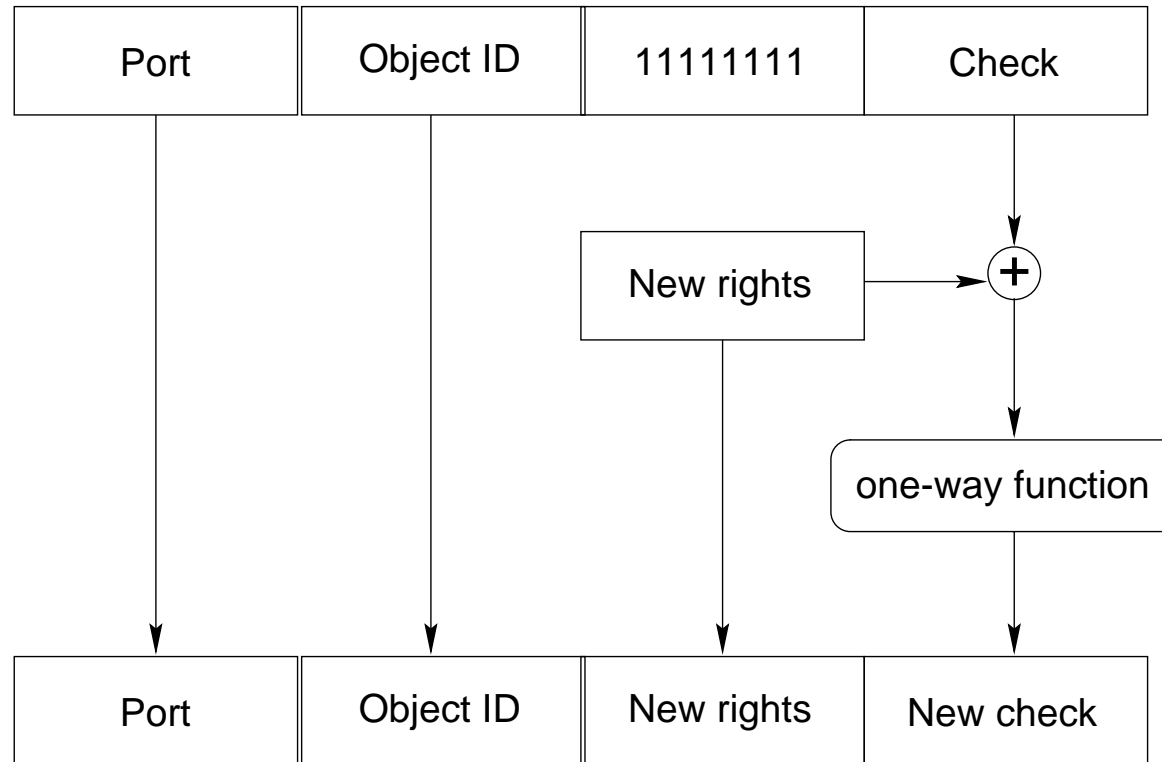 Port Object ID 11111111 Check
New rights +
one-way function
Port Object ID New rights New check